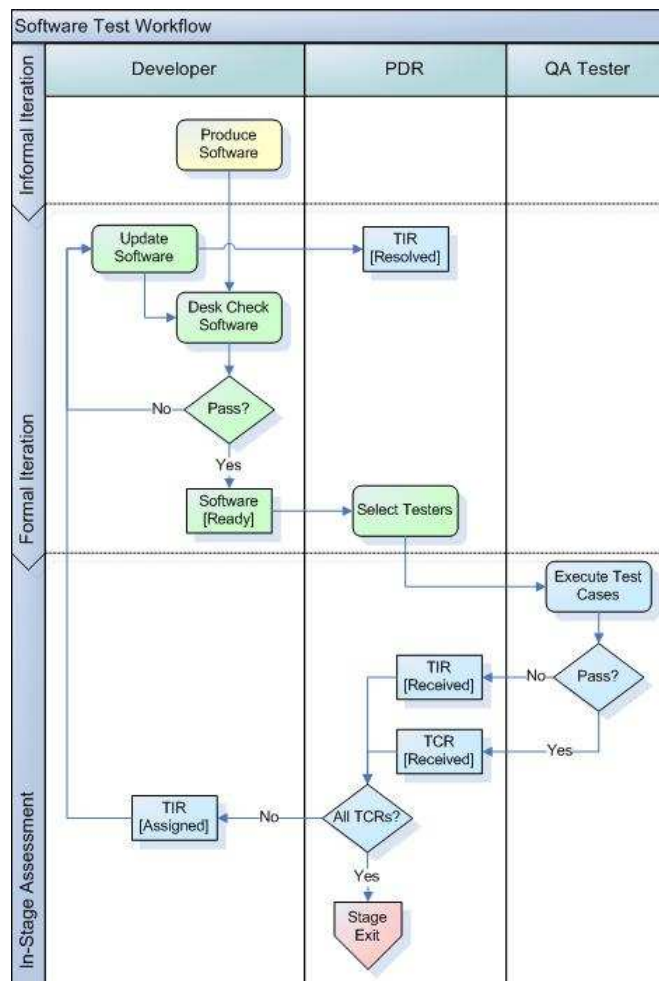 Software Test Workflow
Developer
PDR
QA Tester
Informal Iteration
Produce
Software
Formal Iteration
Update
Software
TIR
[Resolved]
Desk Check
Software
Pass?
No
Yes
Software
[Ready]
Select Testers
In-Stage Assessment
Execute Test
Cases
Pass?
No
TIR
[Received]
Yes
TCR
[Received]
All TCRs?
No
TIR
[Assigned]
Yes
Stage
Exit